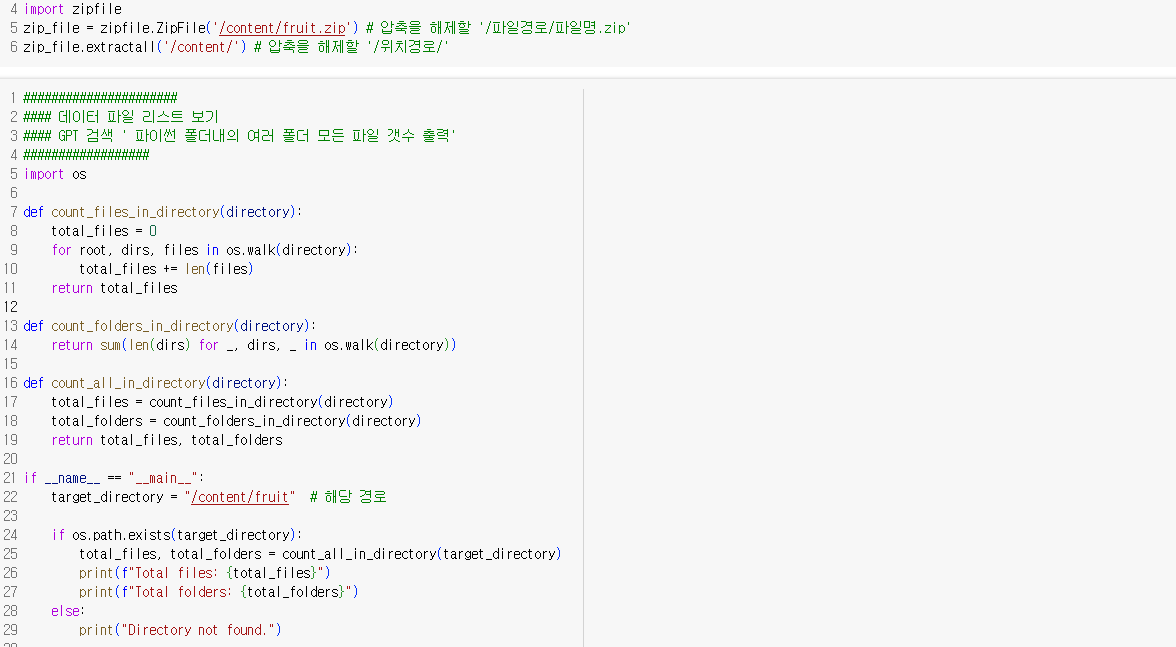 4 import zipfile
5 zip_file = zipfile.ZipFile('/content/fruit.zip') # 압축을 해제할 '/파일경로/파일명.zip'
6 zip_file.extractall('/content/') # 압축을 해제할 '/위치경로/'
1 ######################
2 #### 데이터 파일 리스트 보기
3 #### GPT 검색 ' 파이썬 폴더내의 여러 폴더 모든 파일 갯수 출력'
4 ##################
5 import os
6
7 def count_files_in_directory(directory):
8     total_files = 0
9     for root, dirs, files in os.walk(directory):
10         total_files += len(files)
11     return total_files
12
13 def count_folders_in_directory(directory):
14     return sum(len(dirs) for _, dirs, _ in os.walk(directory))
15
16 def count_all_in_directory(directory):
17     total_files = count_files_in_directory(directory)
18     total_folders = count_folders_in_directory(directory)
19     return total_files, total_folders
20
21 if __name__ == "__main__":
22     target_directory = "/content/fruit"  # 해당 경로
23
24     if os.path.exists(target_directory):
25         total_files, total_folders = count_all_in_directory(target_directory)
26         print(f"Total files: {total_files}")
27         print(f"Total folders: {total_folders}")
28     else:
29         print("Directory not found.")